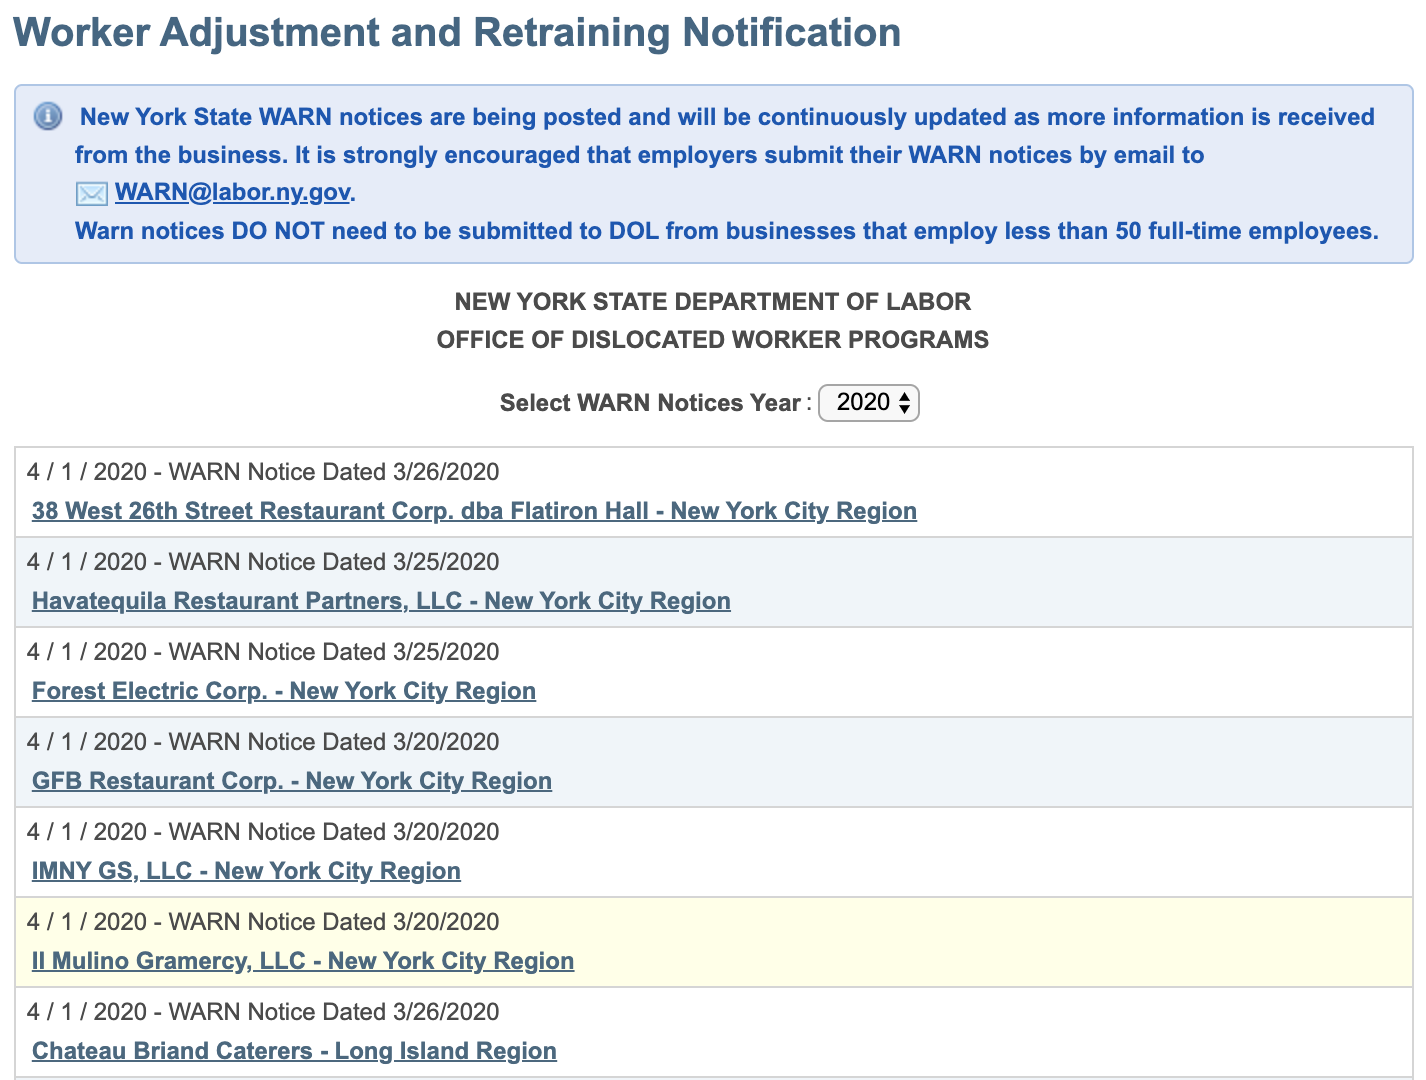 Worker Adjustment and Retraining Notification
New York State WARN notices are being posted and will be continuously updated as more information is received
from the business. It is strongly encouraged that employers submit their WARN notices by email to
WARN@labor.ny.gov.
Warn notices DO NOT need to be submitted to DOL from businesses that employ less than 50 full-time employees.
NEW YORK STATE DEPARTMENT OF LABOR
OFFICE OF DISLOCATED WORKER PROGRAMS
Select WARN Notices Year : 2020
4 / 1 / 2020 - WARN Notice Dated 3/26/2020
38 West 26th Street Restaurant Corp. dba Flatiron Hall - New York City Region
4 / 1 / 2020 - WARN Notice Dated 3/25/2020
Havatequila Restaurant Partners, LLC - New York City Region
4 / 1 / 2020 - WARN Notice Dated 3/25/2020
Forest Electric Corp. - New York City Region
4 / 1 / 2020 - WARN Notice Dated 3/20/2020
GFB Restaurant Corp. - New York City Region
4 / 1 / 2020 - WARN Notice Dated 3/20/2020
IMNY GS, LLC - New York City Region
4 / 1 / 2020 - WARN Notice Dated 3/20/2020
Il Mulino Gramercy, LLC - New York City Region
4 / 1 / 2020 - WARN Notice Dated 3/26/2020
Chateau Briand Caterers - Long Island Region